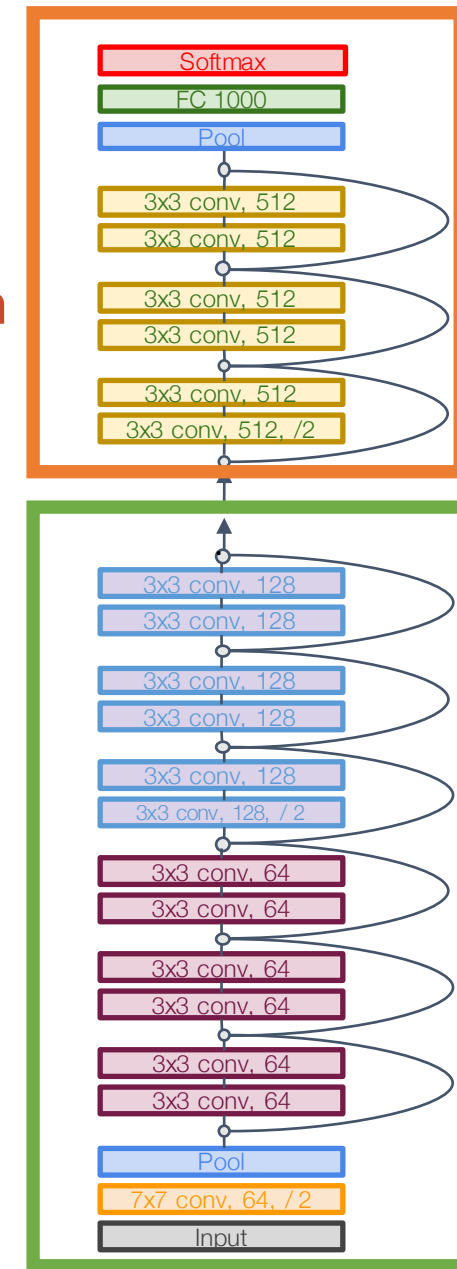 Softmax
FC 1000
Pool
3x3 conv, 512
3x3 conv, 512
3x3 conv, 512
3x3 conv, 512
3x3 conv, 512
3x3 conv, 512, /2
3x3 conv, 128
3x3 conv, 128
3x3 conv, 128
3x3 conv, 128
3x3 conv, 128
3x3 conv, 128, / 2
3x3 conv, 64
3x3 conv, 64
3x3 conv, 64
3x3 conv, 64
3x3 conv, 64
3x3 conv, 64
Pool
7x7 conv, 64, / 2
Input